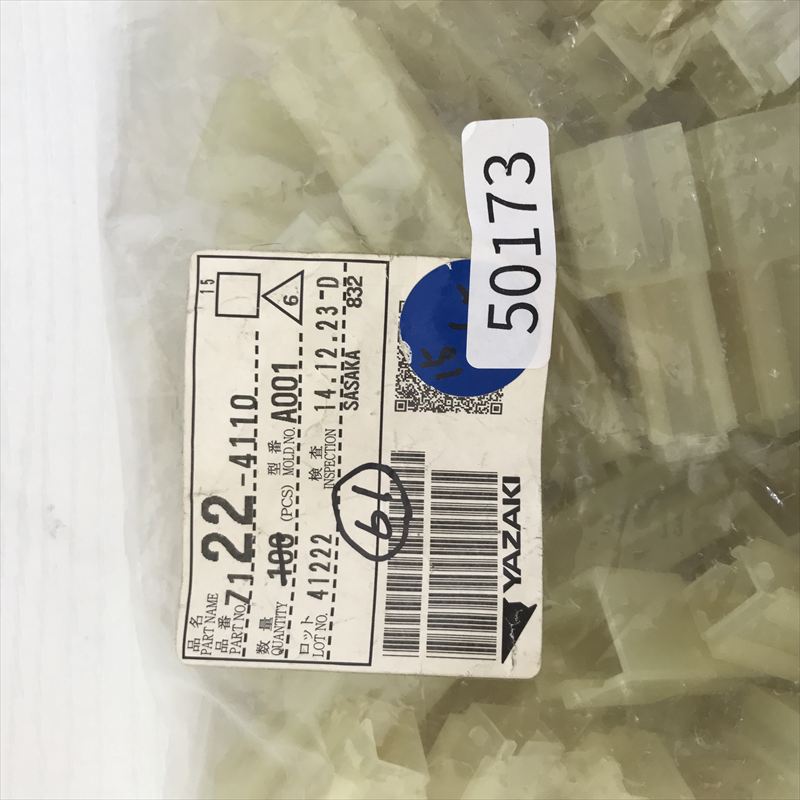 50173
15
品名
PART NAME
品番
PART NO.
7122-4110
6
数量
QUANTITY
100
(PCS)
型番
MOLD NO.
A001
ロット
LOT NO.
41222
検査
INSPECTION
14.12.23-D
SASAKA
832
YAZAKI